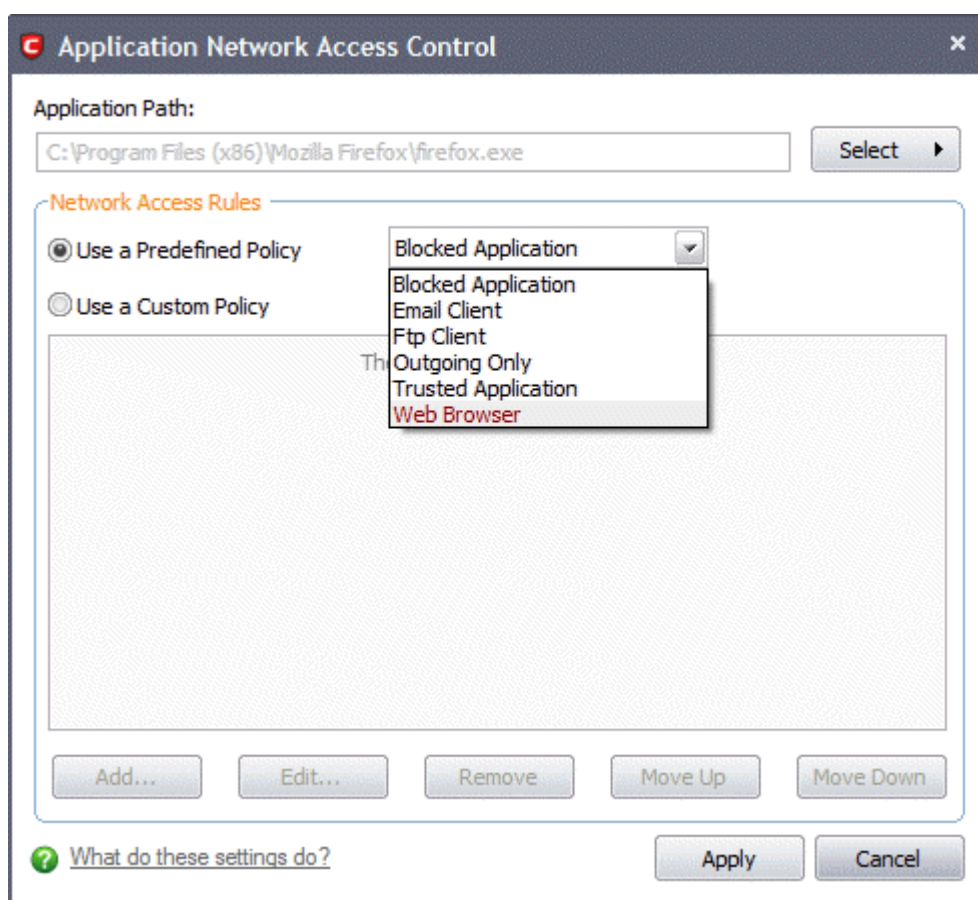 Application Network Access Control
Application Path:
C:\Program Files (x86)\Mozilla Firefox\firefox.exe
Select
Network Access Rules
Use a Predefined Policy
Blocked Application
Use a Custom Policy
Blocked Application
Email Client
Ftp Client
Outgoing Only
Trusted Application
Web Browser
Add...
Edit...
Remove
Move Up
Move Down
What do these settings do?
Apply
Cancel